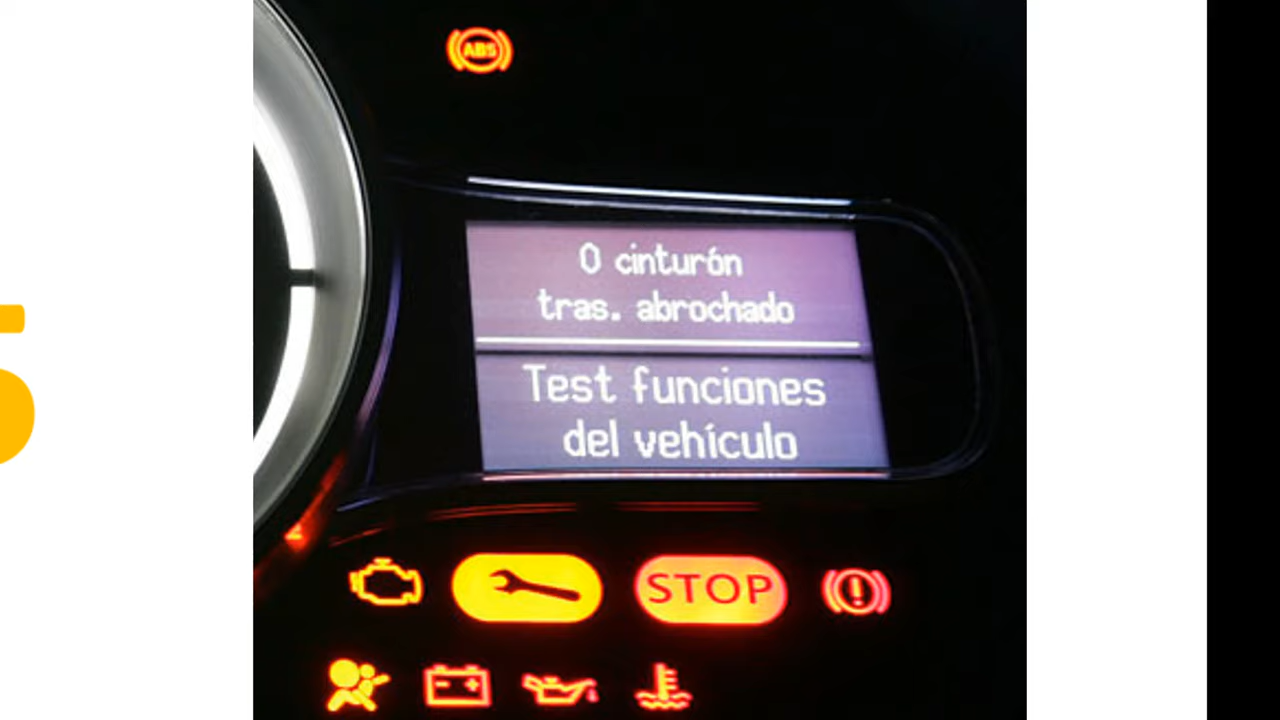 ABS
0 cinturón
tras. abrochado
Test funciones
del vehículo
STOP